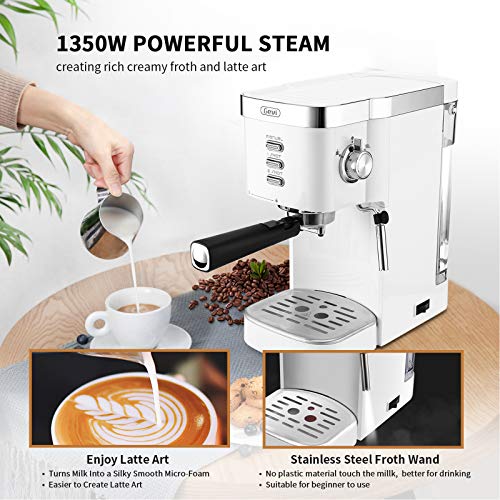 1350W POWERFUL STEAM
creating rich creamy froth and latte art
Gevi
MANUAL
Enjoy Latte Art
• Turns Milk Into a Silky Smooth Micro-Foam
• Easier to Create Latte Art
Stainless Steel Froth Wand
• No plastic material touch the millk, better for drinking
• Suitable for beginner to use